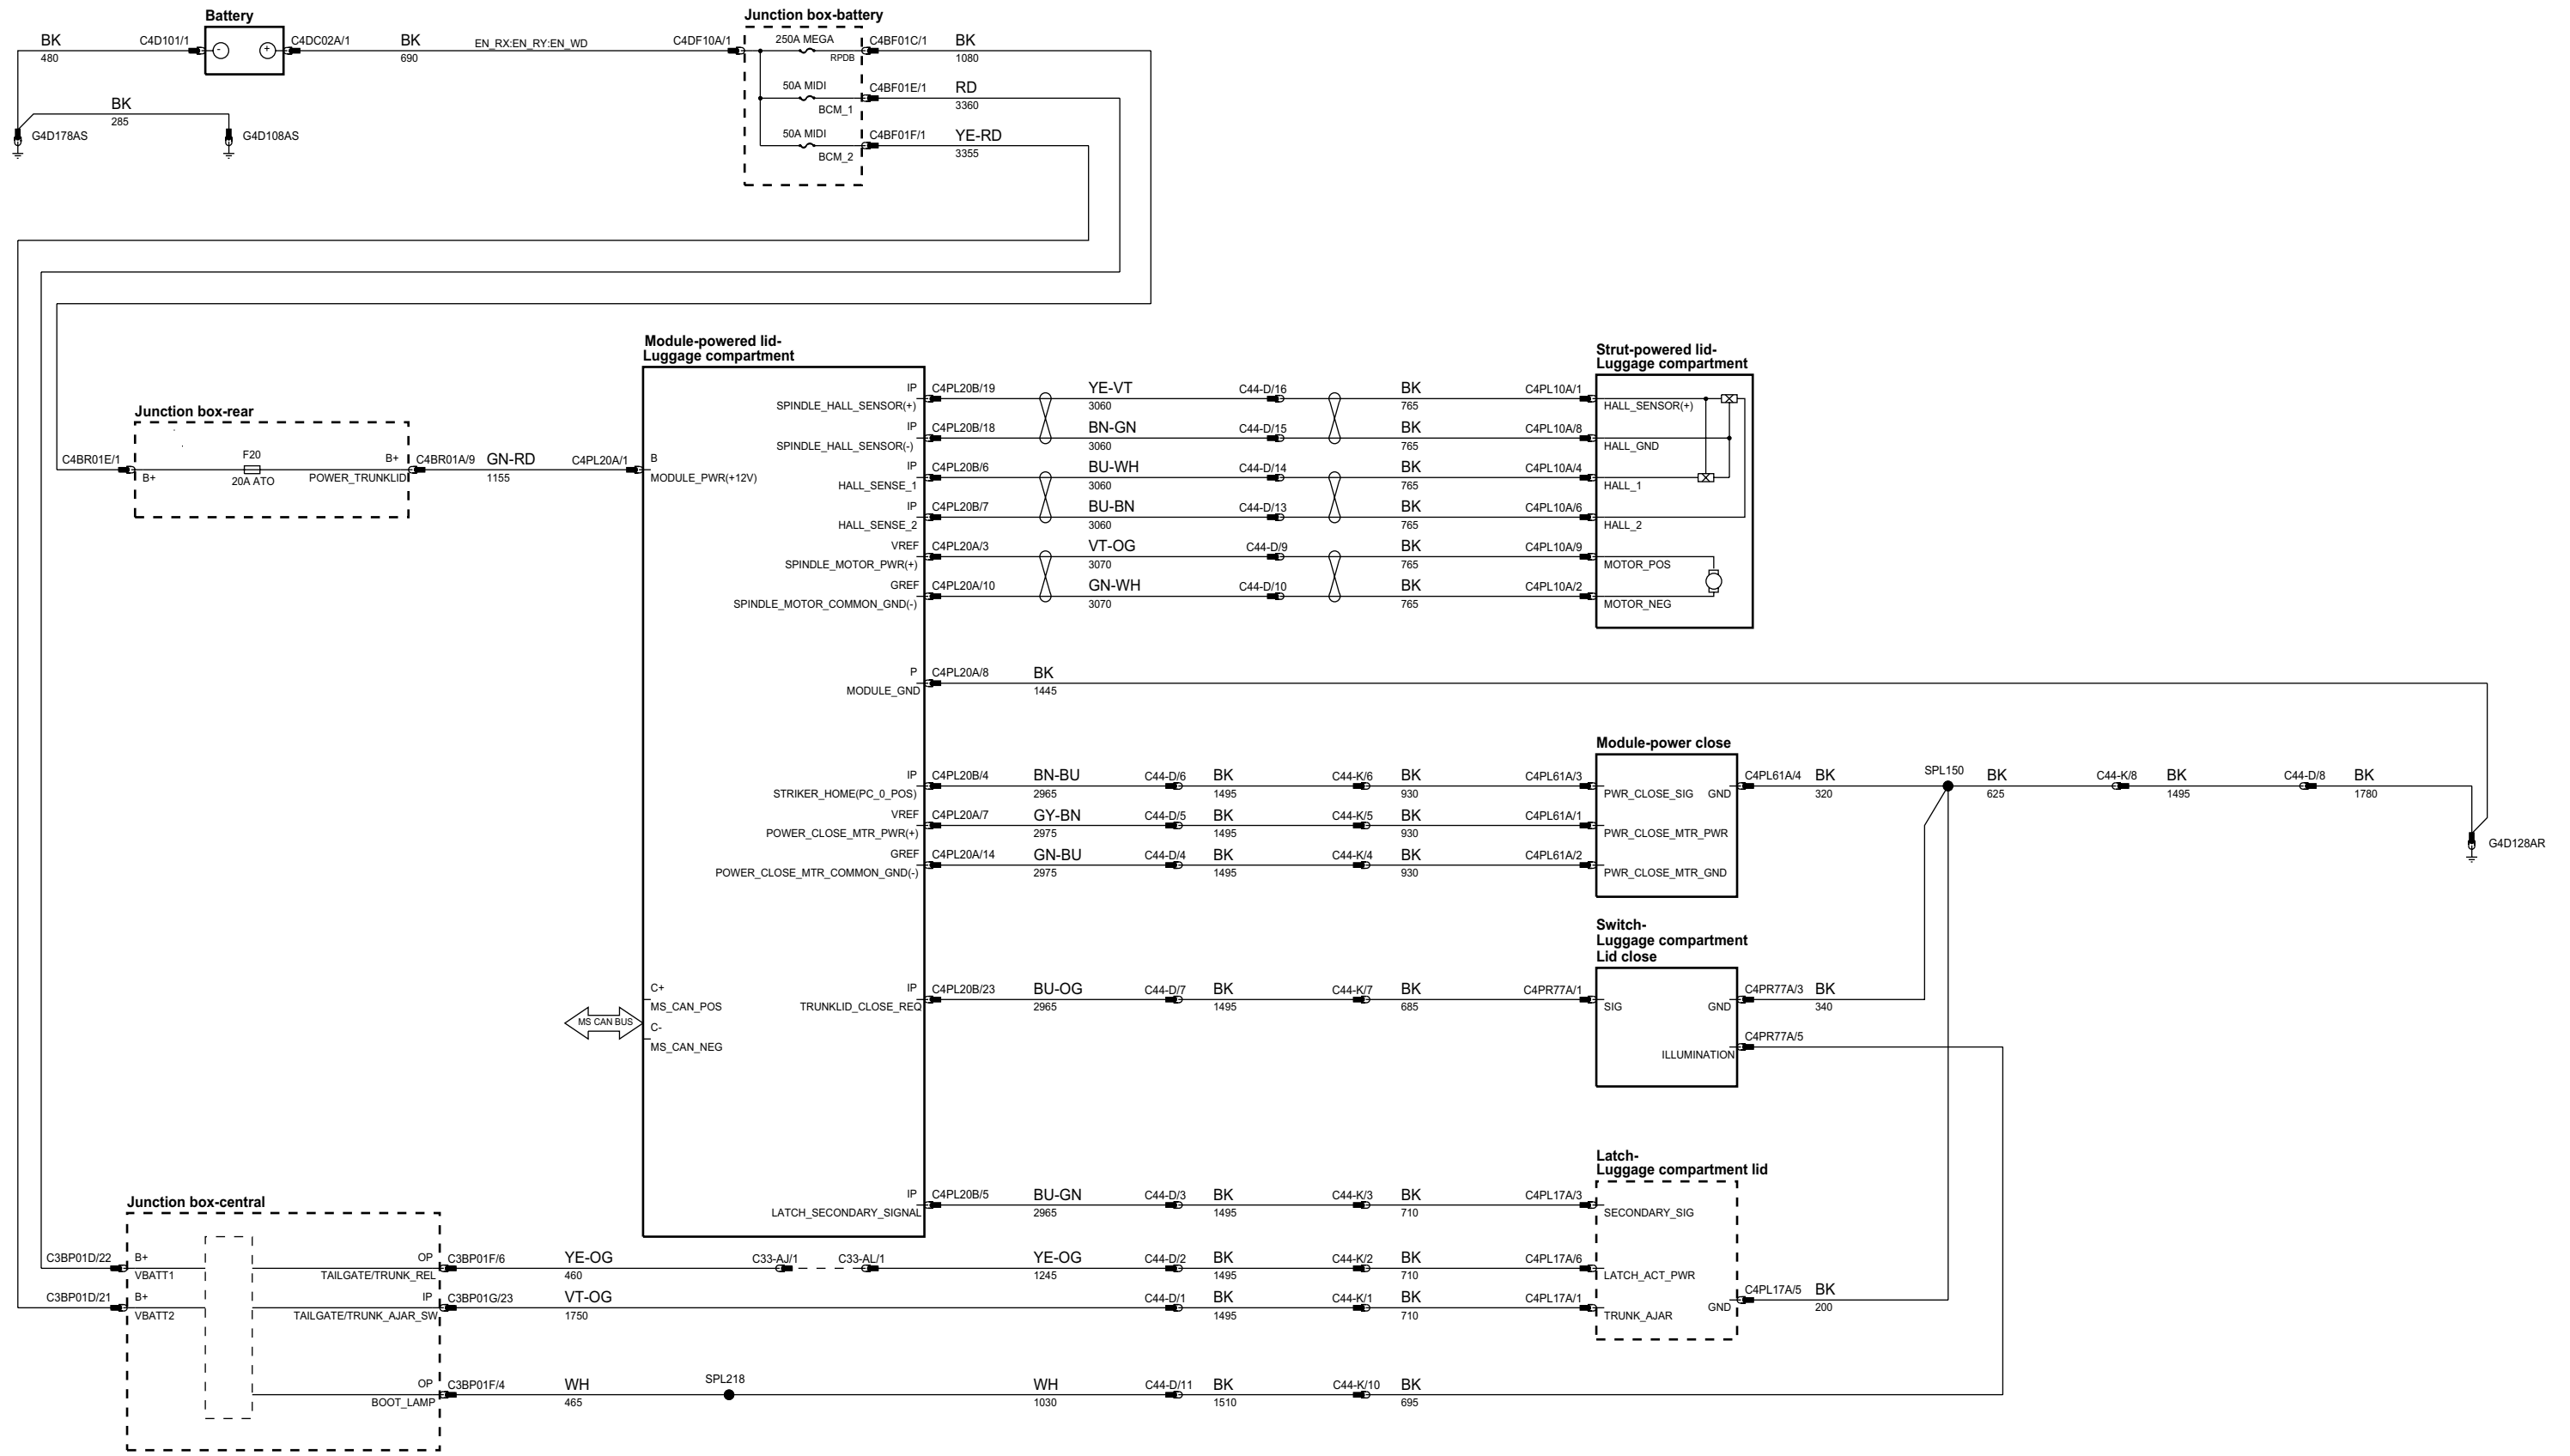 Battery
Junction box-battery
BK
480
C4D101/1
-
+
C4DC02A/1
BK
690
EN_RX:EN_RY:EN_WD
C4DF10A/1
250A MEGA
RPDB
C4BF01C/1
BK
1080
50A MIDI
BCM_1
C4BF01E/1
RD
3360
50A MIDI
BCM_2
C4BF01F/1
YE-RD
3355
BK
285
G4D178AS
G4D108AS
Module-powered lid-
Luggage compartment
Strut-powered lid-
Luggage compartment
IP
SPINDLE_HALL_SENSOR(+)
C4PL20B/19
YE-VT
3060
C44-D/16
BK
765
C4PL10A/1
HALL_SENSOR(+)
IP
SPINDLE_HALL_SENSOR(-)
C4PL20B/18
BN-GN
3060
C44-D/15
BK
765
C4PL10A/8
HALL_GND
IP
HALL_SENSE_1
C4PL20B/6
BU-WH
3060
C44-D/14
BK
765
C4PL10A/4
HALL_1
IP
HALL_SENSE_2
C4PL20B/7
BU-BN
3060
C44-D/13
BK
765
C4PL10A/6
HALL_2
VREF
SPINDLE_MOTOR_PWR(+)
C4PL20A/3
VT-OG
3070
C44-D/9
BK
765
C4PL10A/9
MOTOR_POS
GREF
SPINDLE_MOTOR_COMMON_GND(-)
C4PL20A/10
GN-WH
3070
C44-D/10
BK
765
C4PL10A/2
MOTOR_NEG
Junction box-rear
C4BR01E/1
B+
F20
20A ATO
B+
POWER_TRUNKLID
C4BR01A/9
GN-RD
1155
C4PL20A/1
B
MODULE_PWR(+12V)
P
MODULE_GND
C4PL20A/8
BK
1445
Module-power close
IP
STRIKER_HOME(PC_0_POS)
C4PL20B/4
BN-BU
2965
C44-D/6
BK
1495
C44-K/6
BK
930
C4PL61A/3
PWR_CLOSE_SIG
GND
C4PL61A/4
BK
320
SPL150
BK
625
C44-K/8
BK
1495
C44-D/8
BK
1780
G4D128AR
VREF
POWER_CLOSE_MTR_PWR(+)
C4PL20A/7
GY-BN
2975
C44-D/5
BK
1495
C44-K/5
BK
930
C4PL61A/1
PWR_CLOSE_MTR_PWR
GREF
POWER_CLOSE_MTR_COMMON_GND(-)
C4PL20A/14
GN-BU
2975
C44-D/4
BK
1495
C44-K/4
BK
930
C4PL61A/2
PWR_CLOSE_MTR_GND
Switch-
Luggage compartment
Lid close
MS CAN BUS
C+
MS_CAN_POS
C-
MS_CAN_NEG
IP
TRUNKLID_CLOSE_REQ
C4PL20B/23
BU-OG
2965
C44-D/7
BK
1495
C44-K/7
BK
685
C4PR77A/1
SIG
GND
C4PR77A/3
BK
340
ILLUMINATION
C4PR77A/5
Latch-
Luggage compartment lid
IP
LATCH_SECONDARY_SIGNAL
C4PL20B/5
BU-GN
2965
C44-D/3
BK
1495
C44-K/3
BK
710
C4PL17A/3
SECONDARY_SIG
Junction box-central
C3BP01D/22
B+
VBATT1
OP
TAILGATE/TRUNK_REL
C3BP01F/6
YE-OG
460
C33-AJ/1
C33-AL/1
YE-OG
1245
C44-D/2
BK
1495
C44-K/2
BK
710
C4PL17A/6
LATCH_ACT_PWR
C3BP01D/21
B+
VBATT2
IP
TAILGATE/TRUNK_AJAR_SW
C3BP01G/23
VT-OG
1750
C44-D/1
BK
1495
C44-K/1
BK
710
C4PL17A/1
TRUNK_AJAR
GND
C4PL17A/5
BK
200
OP
BOOT_LAMP
C3BP01F/4
WH
465
SPL218
WH
1030
C44-D/11
BK
1510
C44-K/10
BK
695